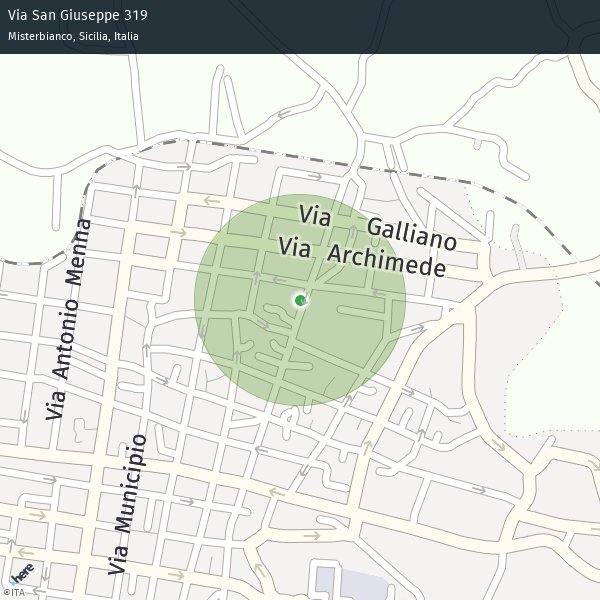 Via San Giuseppe 319
Misterbianco, Sicilia, Italia
Via Galliano
Via Archimede
Via Antonio Menna
Via Municipio
here
©ITA